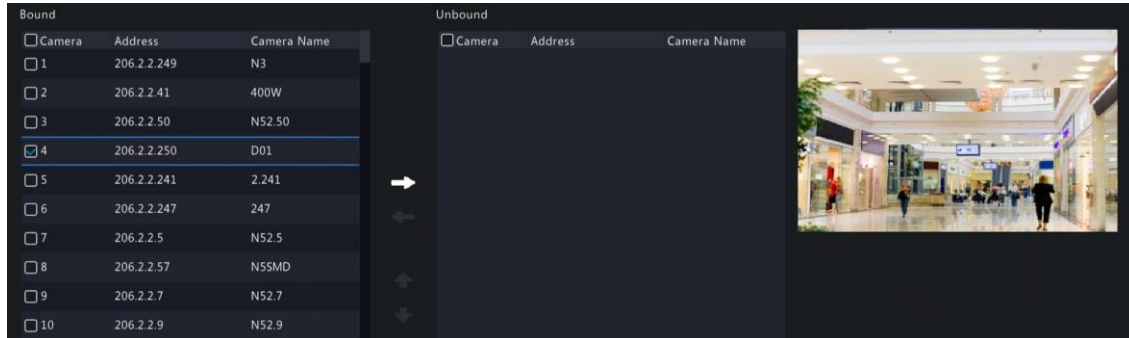 Bound
Unbound
Camera Address Camera Name
Camera Address Camera Name
1 206.2.2.249 N3
2 206.2.2.41 400W
3 206.2.2.50 N52.50
4 206.2.2.250 D01
5 206.2.2.241 2.241
6 206.2.2.247 247
7 206.2.2.5 N52.5
8 206.2.2.57 N5SMD
9 206.2.2.7 N52.7
10 206.2.2.9 N52.9